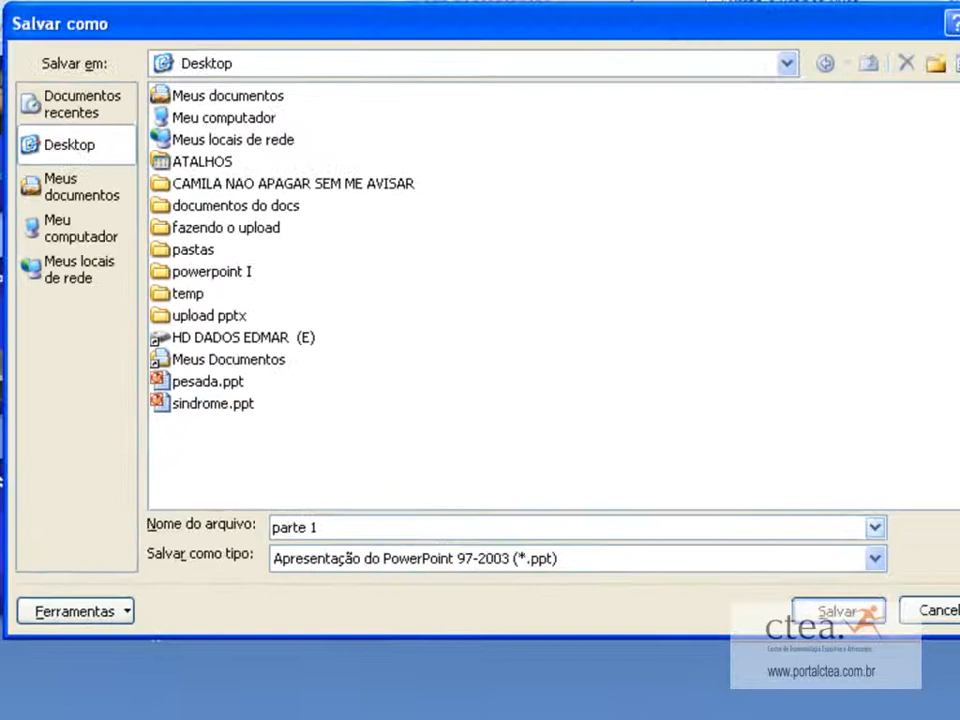 Salvar como
Salvar em:
Desktop
Documentos
recentes
Desktop
Meus
documentos
Meu
computador
Meus locais
de rede
Meus documentos
Meu computador
Meus locais de rede
ATALHOS
CAMILA NAO APAGAR SEM ME AVISAR
documentos do docs
fazendo o upload
pastas
powerpoint I
temp
upload pptx
HD DADOS EDMAR (E)
Meus Documentos
pesada.ppt
sindrome.ppt
Nome do arquivo:
parte 1
Salvar como tipo:
Apresentação do PowerPoint 97-2003 (*.ppt)
Ferramentas
Salvar
Cancel
ctea.
www.portalctea.com.br